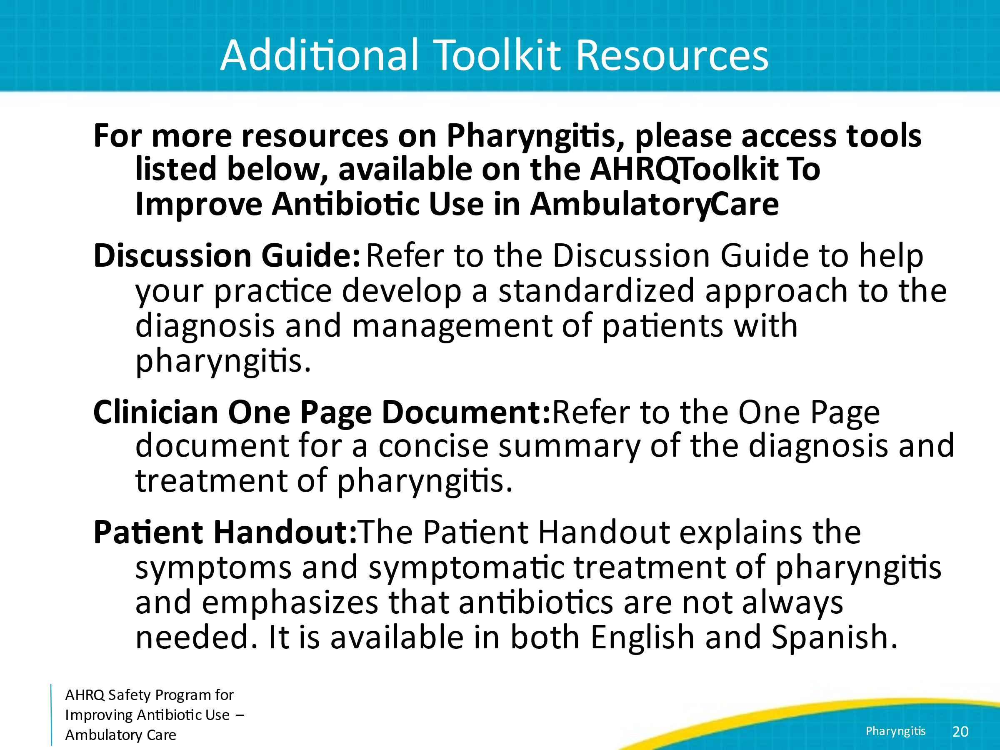 Additional Toolkit Resources
For more resources on Pharyngitis, please access tools
listed below, available on the AHRQToolkit To
Improve Antibiotic Use in AmbulatoryCare
Discussion Guide: Refer to the Discussion Guide to help
your practice develop a standardized approach to the
diagnosis and management of patients with
pharyngitis.
Clinician One Page Document:Refer to the One Page
document for a concise summary of the diagnosis and
treatment of pharyngitis.
Patient Handout:The Patient Handout explains the
symptoms and symptomatic treatment of pharyngitis
and emphasizes that antibiotics are not always
needed. It is available in both English and Spanish.
AHRQ Safety Program for
Improving Antibiotic Use –
Ambulatory Care
Pharyngitis 20